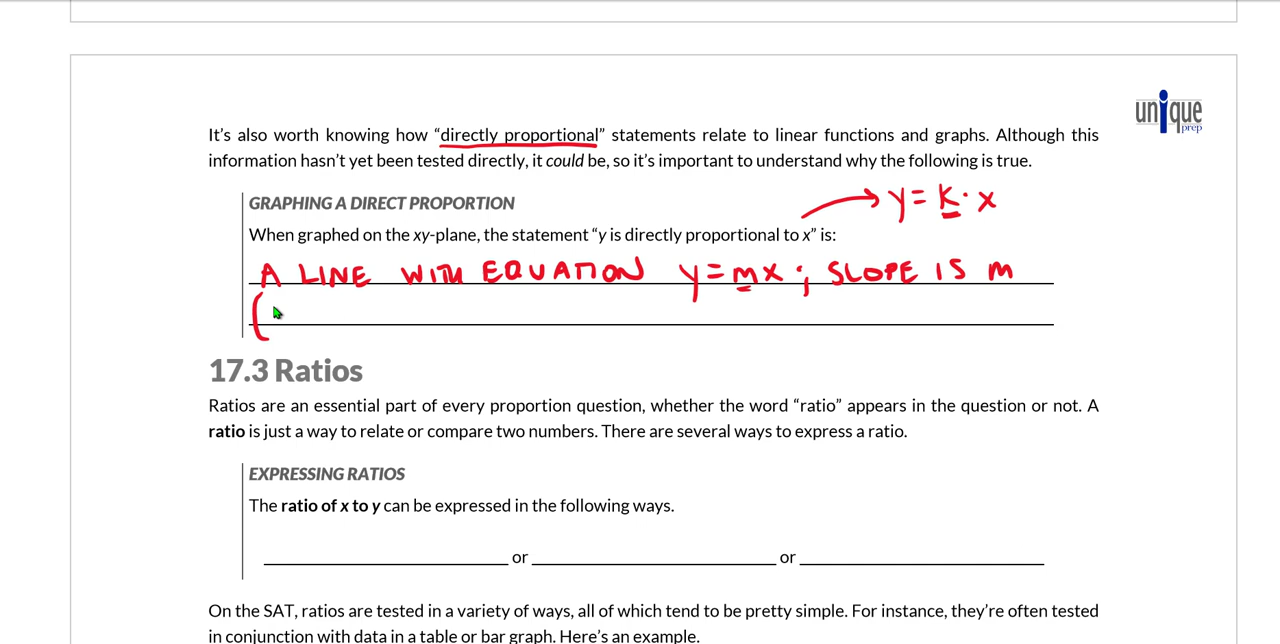 unique
prep
It's also worth knowing how “directly proportional” statements relate to linear functions and graphs. Although this
information hasn't yet been tested directly, it could be, so it's important to understand why the following is true.
y = k · x
GRAPHING A DIRECT PROPORTION
When graphed on the xy-plane, the statement “y is directly proportional to x” is:
A LINE WITH EQUATION y = mx ; SLOPE IS m
(
17.3 Ratios
Ratios are an essential part of every proportion question, whether the word “ratio” appears in the question or not. A
ratio is just a way to relate or compare two numbers. There are several ways to express a ratio.
EXPRESSING RATIOS
The ratio of x to y can be expressed in the following ways.
or or
On the SAT, ratios are tested in a variety of ways, all of which tend to be pretty simple. For instance, they're often tested
in conjunction with data in a table or bar graph. Here's an example.